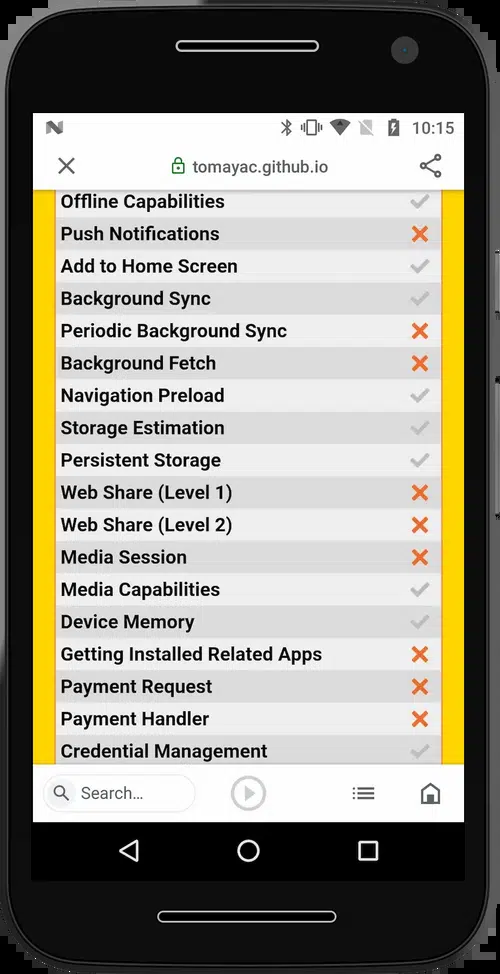 10:15
tomayac.github.io
Offline Capabilities
Push Notifications
Add to Home Screen
Background Sync
Periodic Background Sync
Background Fetch
Navigation Preload
Storage Estimation
Persistent Storage
Web Share (Level 1)
Web Share (Level 2)
Media Session
Media Capabilities
Device Memory
Getting Installed Related Apps
Payment Request
Payment Handler
Credential Management
Search...